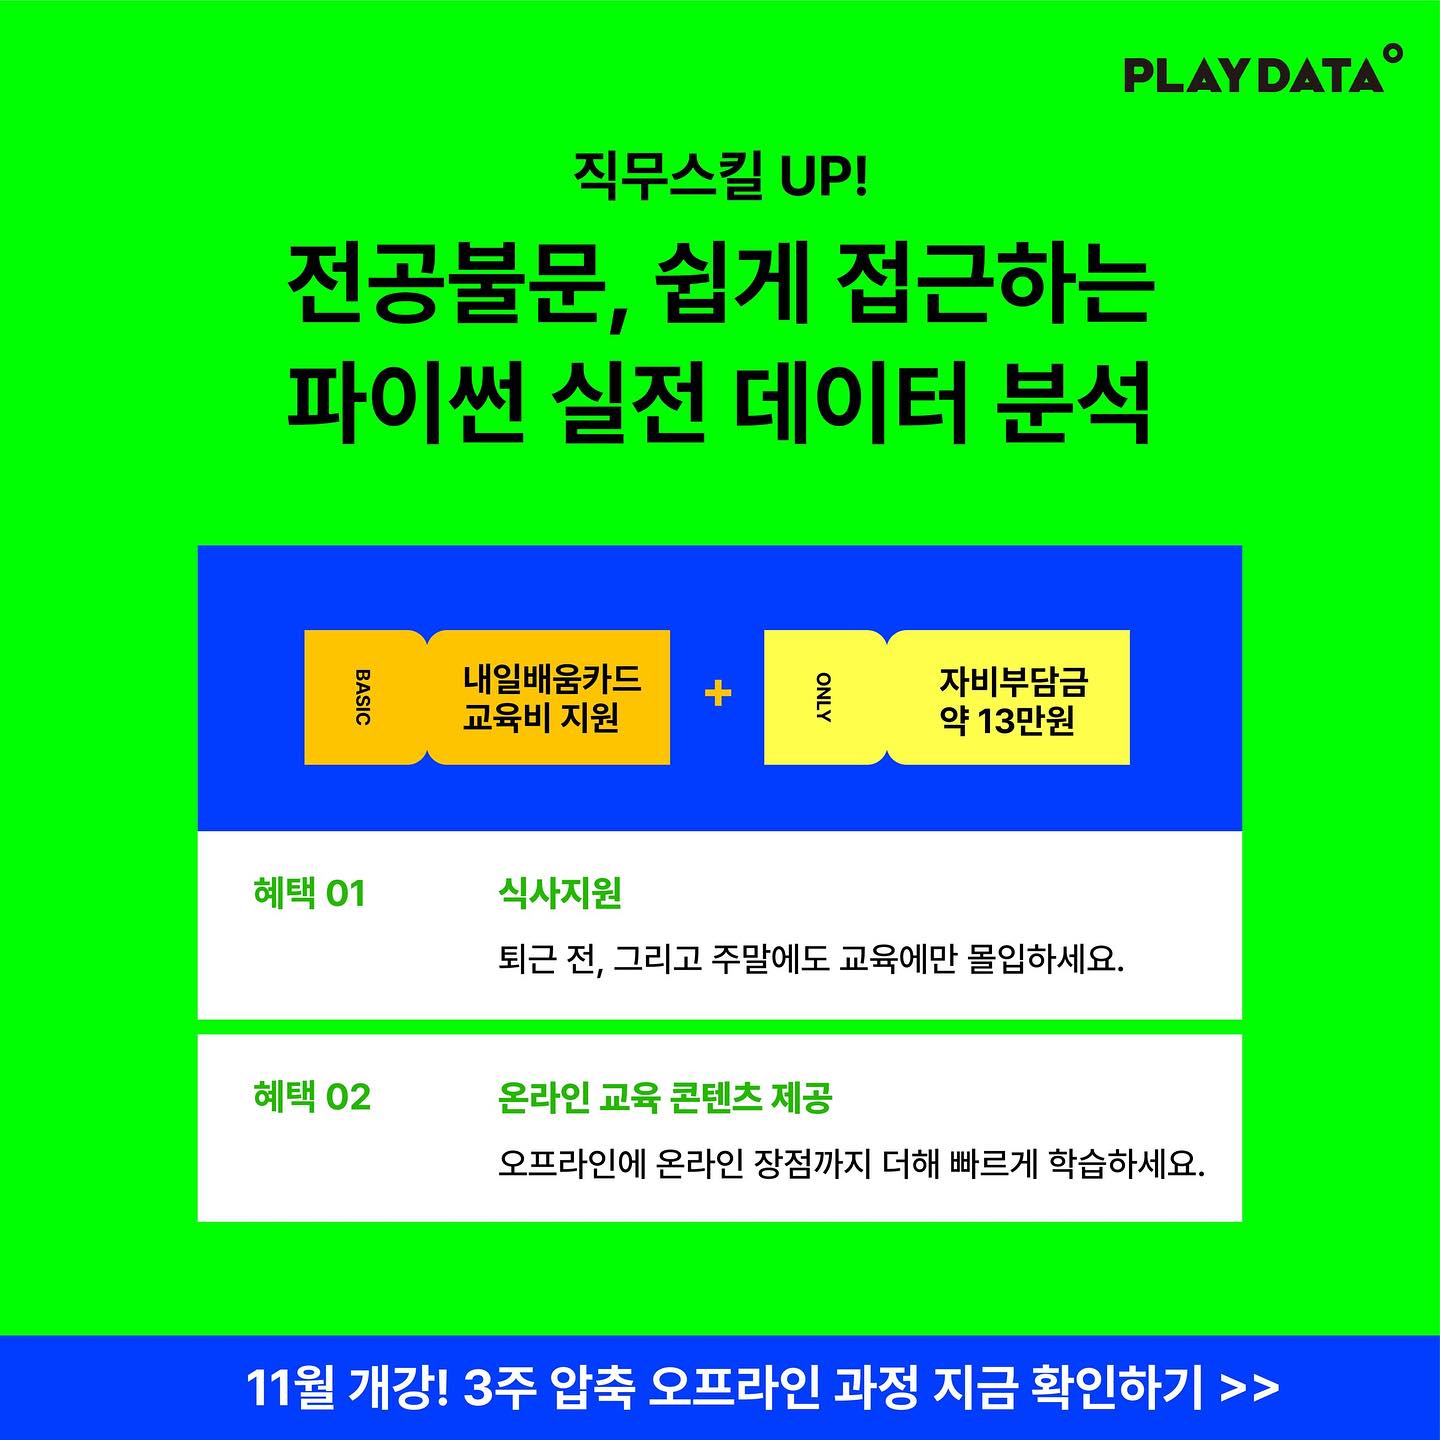 PLAYDATA
직무스킬 UP!
전공불문, 쉽게 접근하는
파이썬 실전 데이터 분석
BASIC
내일배움카드
교육비 지원
+
ONLY
자비부담금
약 13만원
혜택 01
식사지원
퇴근 전, 그리고 주말에도 교육에만 몰입하세요.
혜택 02
온라인 교육 콘텐츠 제공
오프라인에 온라인 장점까지 더해 빠르게 학습하세요.
11월 개강! 3주 압축 오프라인 과정 지금 확인하기 >>